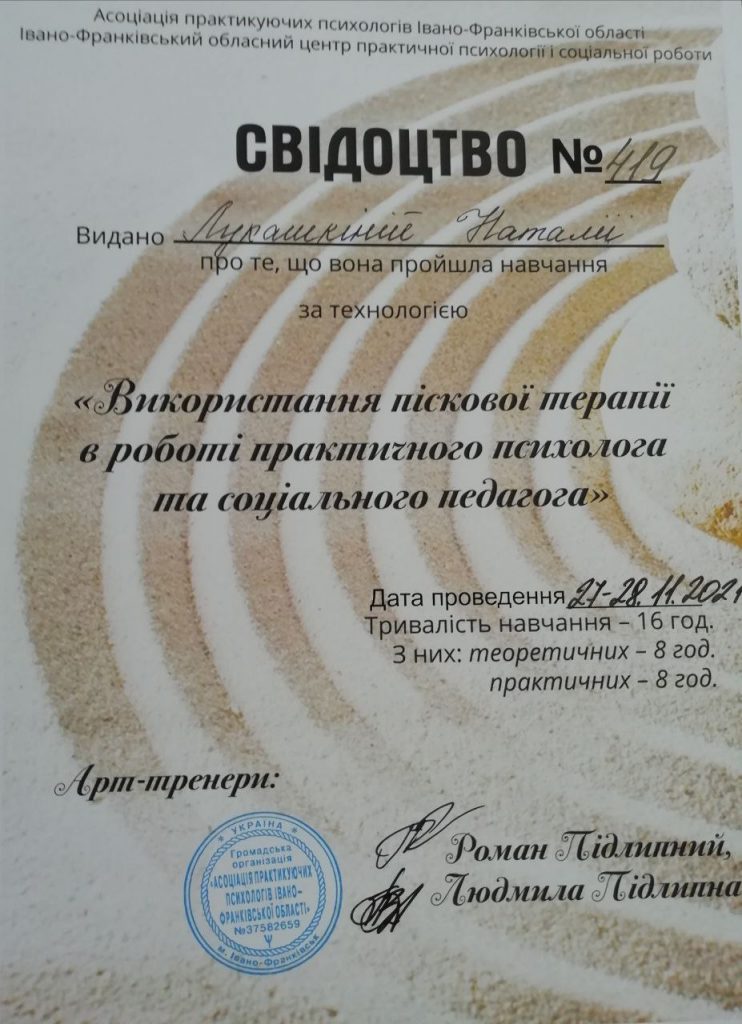 Асоціація практикуючих психологів Івано-Франківської області
Івано-Франківський обласний центр практичної психології і соціальної роботи
СВІДОЦТВО №419
Видано Лукашкіній Наталії
про те, що вона пройшла навчання
за технологією
«Використання піскової терапії
в роботі практичного психолога
та соціального педагога»
Дата проведення 27-28.11.2021
Тривалість навчання – 16 год.
З них: теоретичних – 8 год.
практичних – 8 год.
Арт-тренери:
Роман Підлипний,
Людмила Підлипна
* УКРАЇНА *
Громадська
організація
«АСОЦІАЦІЯ ПРАКТИКУЮЧИХ
ПСИХОЛОГІВ ІВАНО-
ФРАНКІВСЬКОЇ ОБЛАСТІ»
№37582659
м. Івано-Франківськ